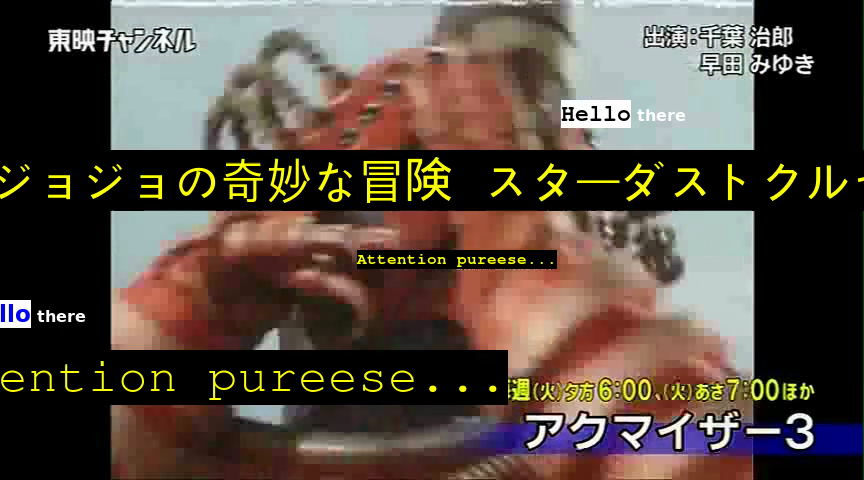 東映チャンネル
出演:千葉 治郎
早田 みゆき
Hello there
ジョジョの奇妙な冒険 スターダストクル
Attention pureese...
llo there
ention pureese...
週(火)夕方6:00、(火)あさ7:00ほか
アクマイザー3